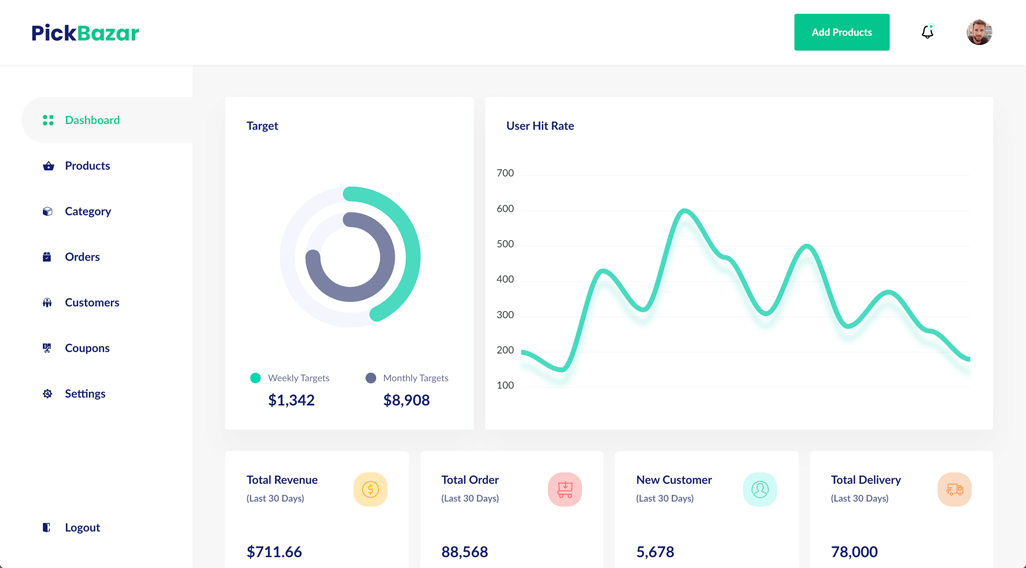 PickBazar
Add Products
Dashboard
Products
Category
Orders
Customers
Coupons
Settings
Logout
Target
Weekly Targets
$1,342
Monthly Targets
$8,908
User Hit Rate
700
600
500
400
300
200
100
Total Revenue
(Last 30 Days)
$711.66
Total Order
(Last 30 Days)
88,568
New Customer
(Last 30 Days)
5,678
Total Delivery
(Last 30 Days)
78,000